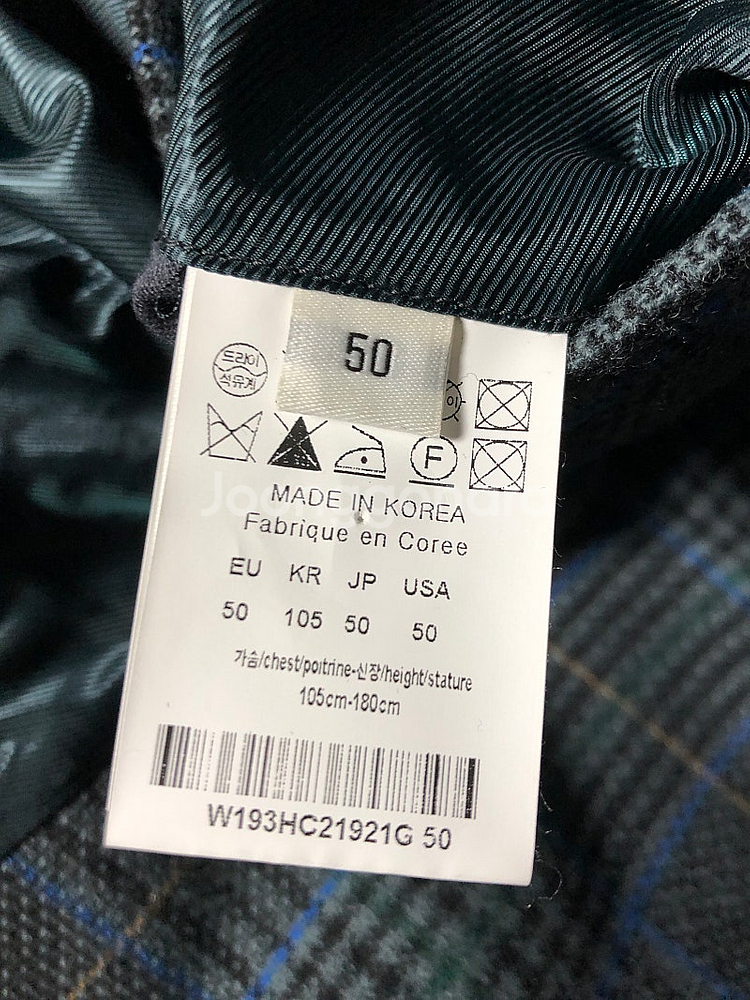 50
드라이
석유계
F
MADE IN KOREA
Fabrique en Coree
EU KR JP USA
50 105 50 50
가슴/chest/poitrine-신장/height/stature
105cm-180cm
W193HC21921G 50